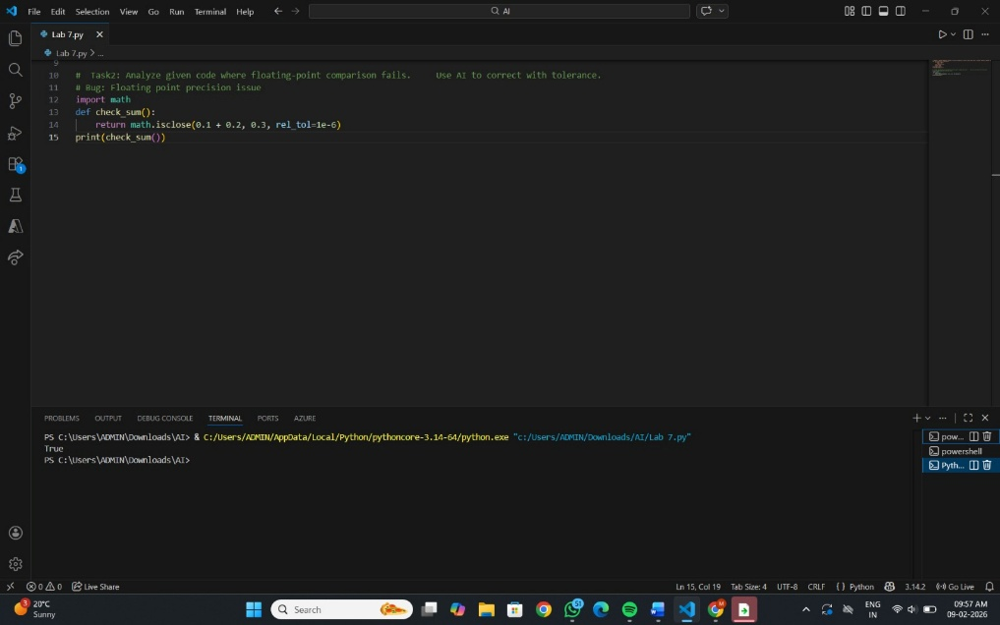 File Edit Selection View Go Run Terminal Help
AI
Lab 7.py
Lab 7.py > ...
9
10 #  Task2: Analyze given code where floating-point comparison fails.     Use AI to correct with tolerance.
11 # Bug: Floating point precision issue
12 import math
13 def check_sum():
14     return math.isclose(0.1 + 0.2, 0.3, rel_tol=1e-6)
15 print(check_sum())
1
PROBLEMS OUTPUT DEBUG CONSOLE TERMINAL PORTS AZURE
PS C:\Users\ADMIN\Downloads\AI> & C:/Users/ADMIN/AppData/Local/Python/pythoncore-3.14-64/python.exe "c:/Users/ADMIN/Downloads/AI/Lab 7.py"
True
PS C:\Users\ADMIN\Downloads\AI>
pow...
powershell
Pyth...
0 0 Live Share
Ln 15, Col 19 Tab Size: 4 UTF-8 CRLF { } Python 3.14.2 Go Live
3
20°C
Sunny
Search
ENG
IN
09:57 AM
09-02-2026